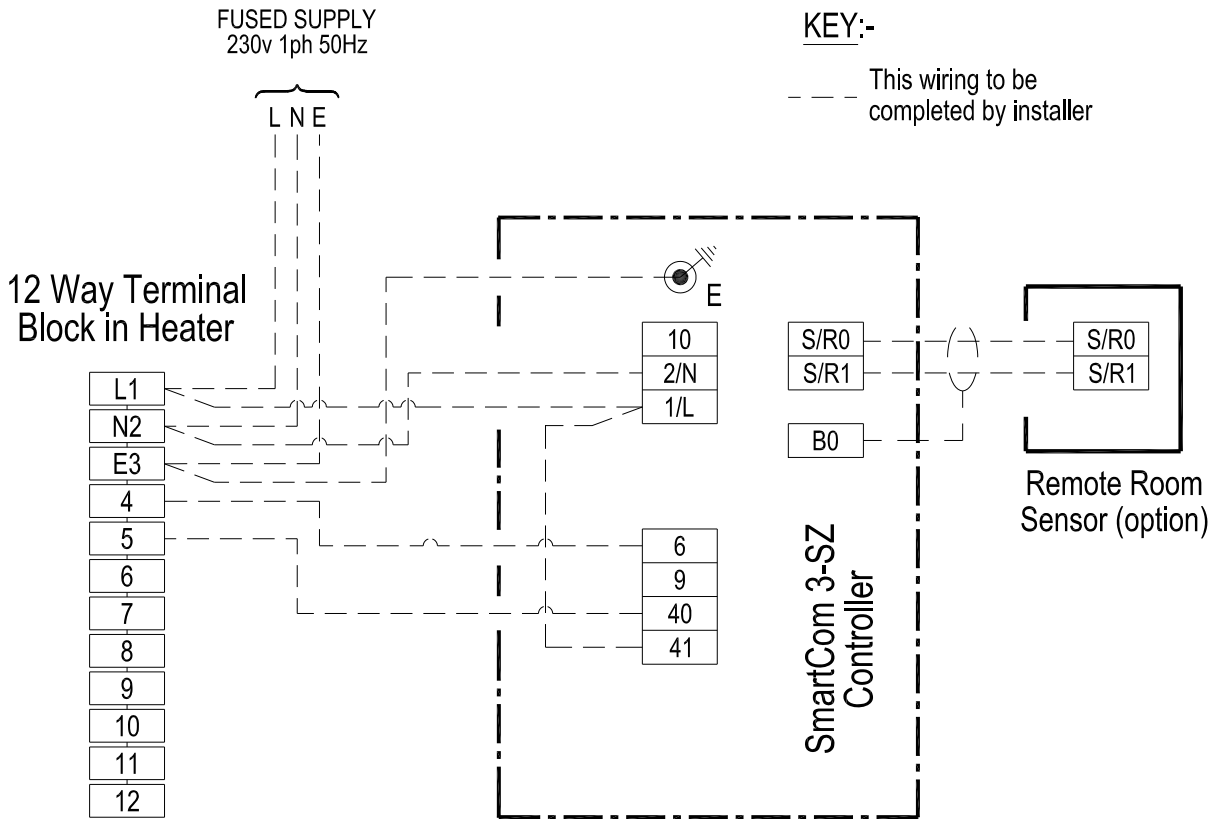 FUSED SUPPLY
230v 1ph 50Hz
L N E
KEY:-
This wiring to be
completed by installer
12 Way Terminal
Block in Heater
L1
N2
E3
4
5
6
7
8
9
10
11
12
E
10
2/N
1/L
6
9
40
41
S/R0
S/R1
B0
SmartCom 3-SZ
Controller
S/R0
S/R1
Remote Room
Sensor (option)